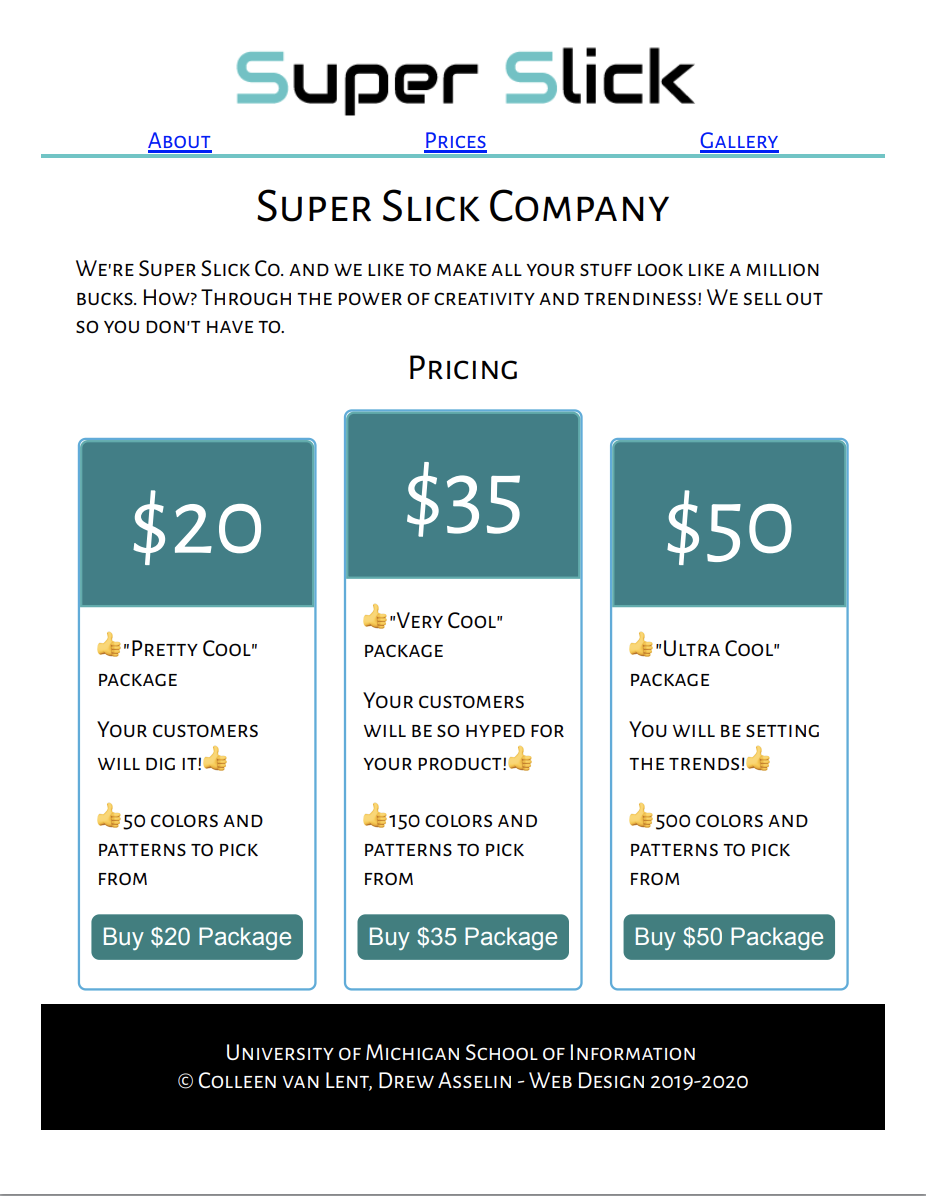 Super Slick
About Prices Gallery
Super Slick Company
We're Super Slick Co. and we like to make all your stuff look like a million
bucks. How? Through the power of creativity and trendiness! We sell out
so you don't have to.
Pricing
$20
👍"Pretty Cool"
package
Your customers
will dig it!👍
👍50 colors and
patterns to pick
from
Buy $20 Package
$35
👍"Very Cool"
package
Your customers
will be so hyped for
your product!👍
👍150 colors and
patterns to pick
from
Buy $35 Package
$50
👍"Ultra Cool"
package
You will be setting
the trends!👍
👍500 colors and
patterns to pick
from
Buy $50 Package
University of Michigan School of Information
© Colleen van Lent, Drew Asselin - Web Design 2019-2020